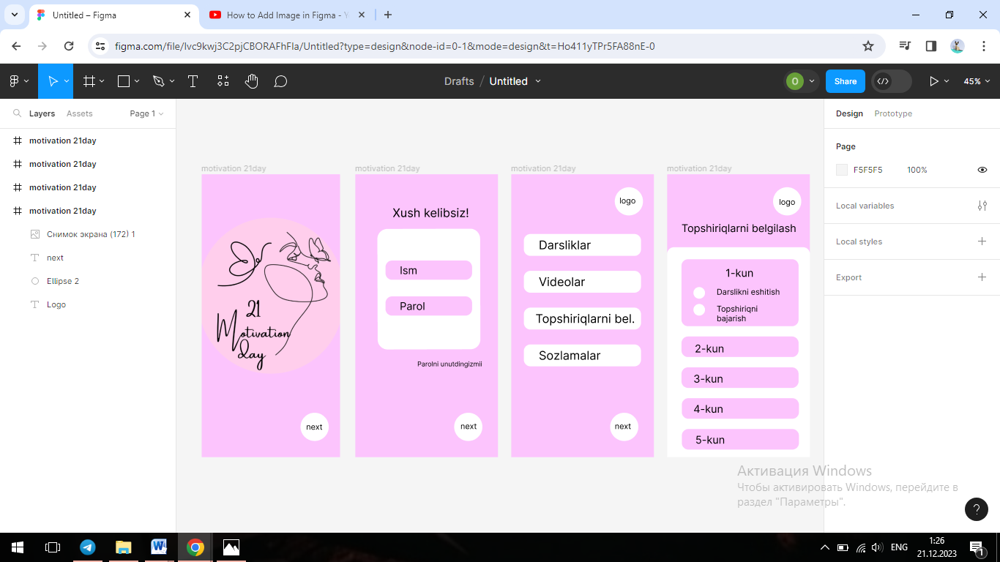 Untitled – Figma
How to Add Image in Figma - Y
figma.com/file/lvc9kwj3C2pjCBORAFhFla/Untitled?type=design&node-id=0-1&mode=design&t=Ho411yTPr5FA88nE-0
Drafts / Untitled
O
Share
45%
Layers
Assets
Page 1
motivation 21day
motivation 21day
motivation 21day
motivation 21day
Снимок экрана (172) 1
next
Ellipse 2
Logo
motivation 21day
21
Motivation
day
next
motivation 21day
Xush kelibsiz!
Ism
Parol
Parolni unutdingizmii
next
motivation 21day
logo
Darsliklar
Videolar
Topshiriqlarni bel.
Sozlamalar
next
motivation 21day
logo
Topshiriqlarni belgilash
1-kun
Darslikni eshitish
Topshiriqni
bajarish
2-kun
3-kun
4-kun
5-kun
Design
Prototype
Page
F5F5F5
100%
Local variables
Local styles
Export
Активация Windows
Чтобы активировать Windows, перейдите в
раздел "Параметры".
?
ENG
1:26
21.12.2023
1